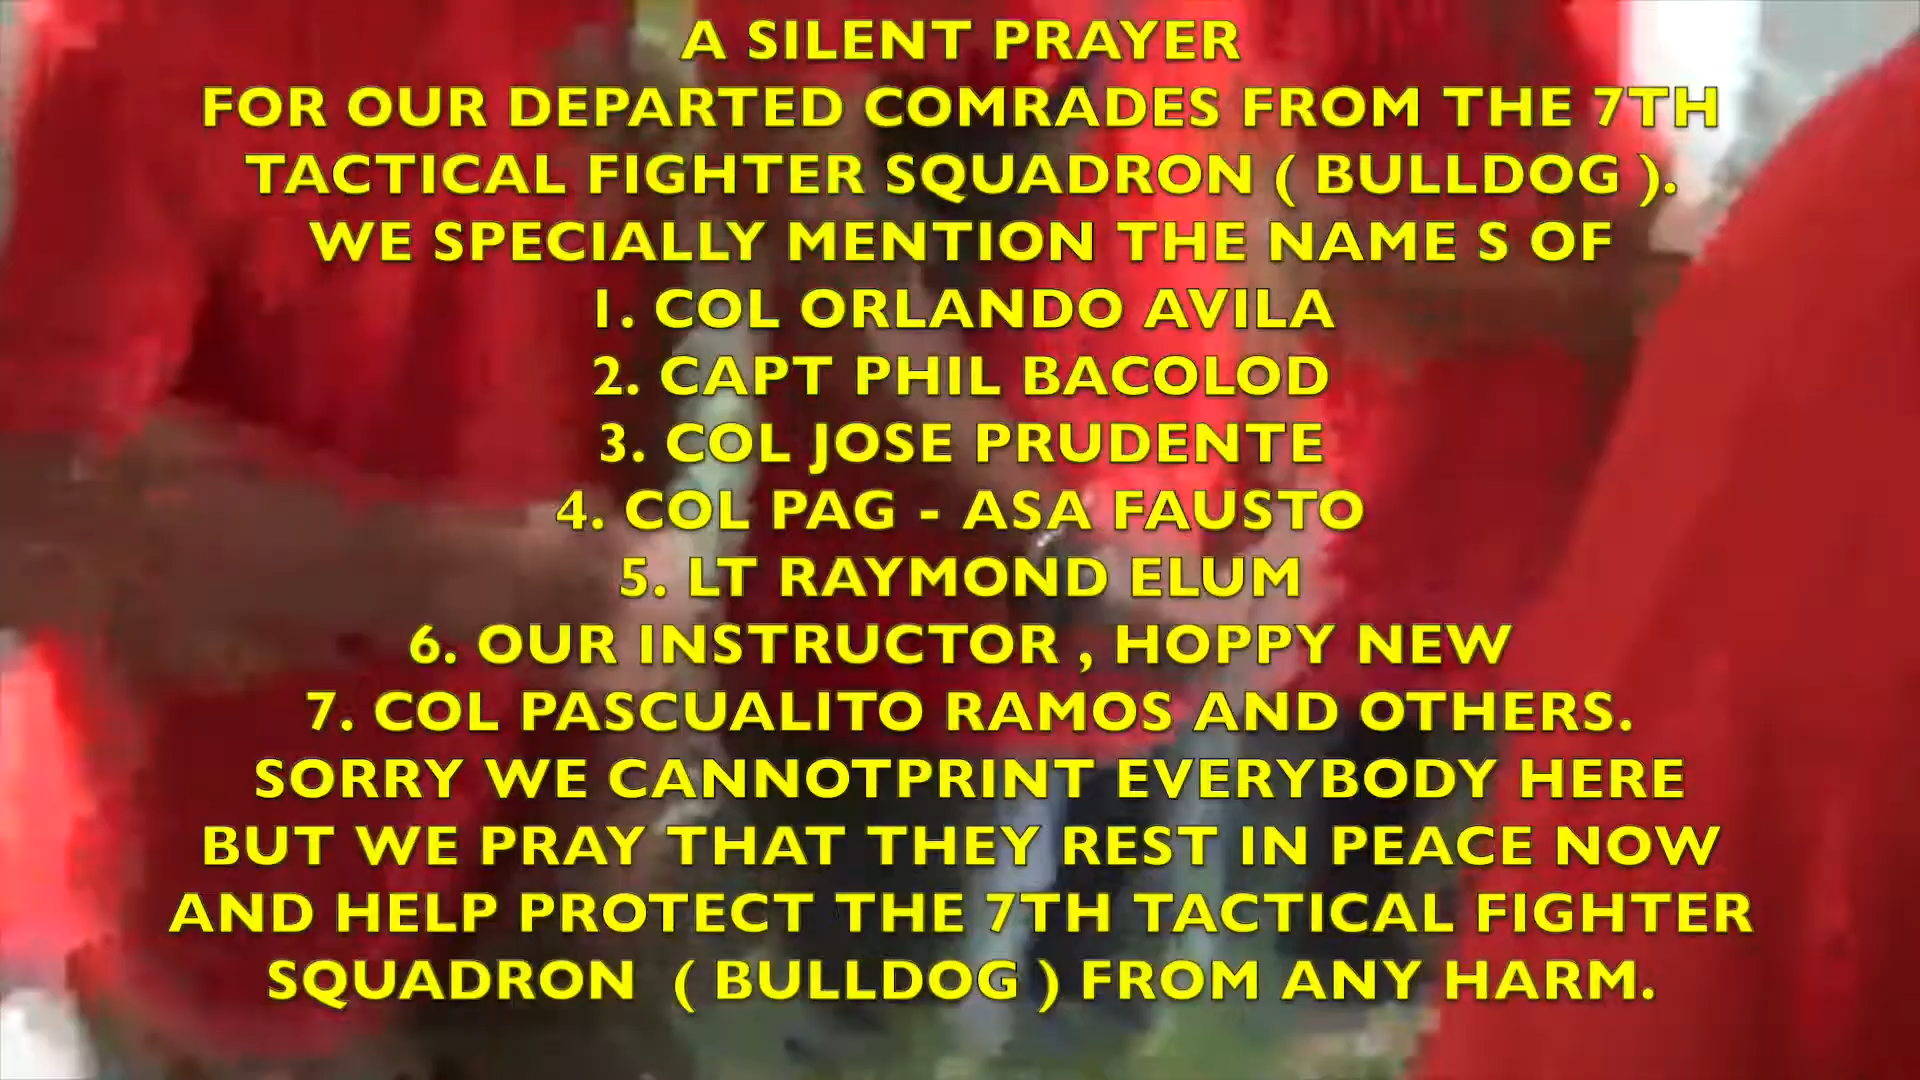 A SILENT PRAYER
FOR OUR DEPARTED COMRADES FROM THE 7TH
TACTICAL FIGHTER SQUADRON ( BULLDOG ).
WE SPECIALLY MENTION THE NAME S OF
1. COL ORLANDO AVILA
2. CAPT PHIL BACOLOD
3. COL JOSE PRUDENTE
4. COL PAG - ASA FAUSTO
5. LT RAYMOND ELUM
6. OUR INSTRUCTOR , HOPPY NEW
7. COL PASCUALITO RAMOS AND OTHERS.
SORRY WE CANNOTPRINT EVERYBODY HERE
BUT WE PRAY THAT THEY REST IN PEACE NOW
AND HELP PROTECT THE 7TH TACTICAL FIGHTER
SQUADRON  ( BULLDOG ) FROM ANY HARM.